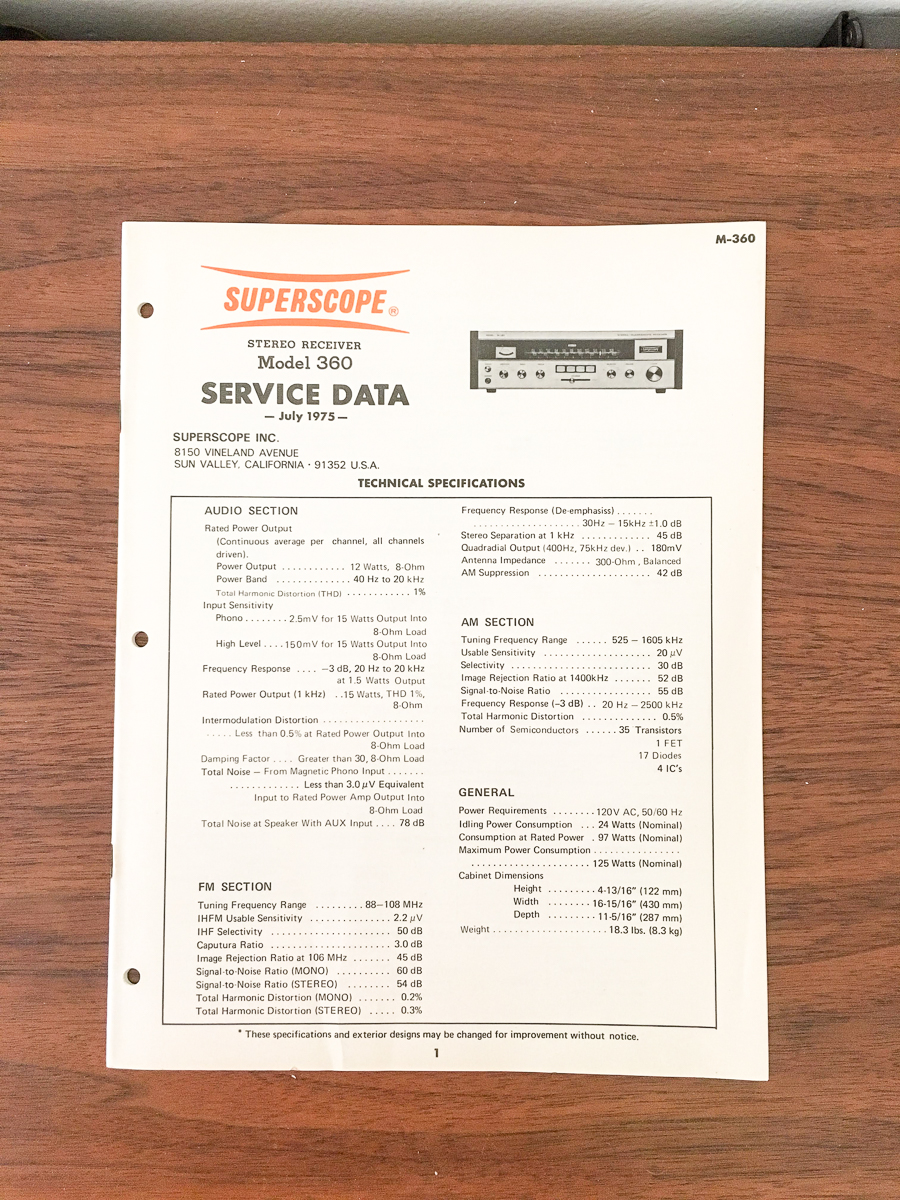 M-360
SUPERSCOPE®
STEREO RECEIVER
Model 360
SERVICE DATA
— July 1975 —
SUPERSCOPE INC.
8150 VINELAND AVENUE
SUN VALLEY, CALIFORNIA · 91352 U.S.A.
TECHNICAL SPECIFICATIONS
AUDIO SECTION
Rated Power Output
(Continuous average per channel, all channels
driven).
Power Output ............ 12 Watts, 8-Ohm
Power Band .............. 40 Hz to 20 kHz
Total Harmonic Distortion (THD) ............ 1%
Input Sensitivity
Phono ........ 2.5mV for 15 Watts Output Into
8-Ohm Load
High Level .... 150mV for 15 Watts Output Into
8-Ohm Load
Frequency Response .... −3 dB, 20 Hz to 20 kHz
at 1.5 Watts Output
Rated Power Output (1 kHz) ..15 Watts, THD 1%,
8-Ohm
Intermodulation Distortion ...................
..... Less than 0.5% at Rated Power Output Into
8-Ohm Load
Damping Factor .... Greater than 30, 8-Ohm Load
Total Noise — From Magnetic Phono Input .......
............. Less than 3.0 µV Equivalent
Input to Rated Power Amp Output Into
8-Ohm Load
Total Noise at Speaker With AUX Input .... 78 dB
FM SECTION
Tuning Frequency Range ......... 88—108 MHz
IHFM Usable Sensitivity ............... 2.2 µV
IHF Selectivity ...................... 50 dB
Caputura Ratio ...................... 3.0 dB
Image Rejection Ratio at 106 MHz ....... 45 dB
Signal-to-Noise Ratio (MONO) .......... 60 dB
Signal-to-Noise Ratio (STEREO) ........ 54 dB
Total Harmonic Distortion (MONO) ....... 0.2%
Total Harmonic Distortion (STEREO) ..... 0.3%
Frequency Response (De-emphasiss) .......
.................... 30Hz — 15kHz ±1.0 dB
Stereo Separation at 1 kHz ............. 45 dB
Quadradial Output (400Hz, 75kHz dev.) .. 180mV
Antenna Impedance ....... 300-Ohm, Balanced
AM Suppression ..................... 42 dB
AM SECTION
Tuning Frequency Range ...... 525 — 1605 kHz
Usable Sensitivity .................... 20 µV
Selectivity .......................... 30 dB
Image Rejection Ratio at 1400kHz ....... 52 dB
Signal-to-Noise Ratio ................. 55 dB
Frequency Response (−3 dB) .. 20 Hz — 2500 kHz
Total Harmonic Distortion .............. 0.5%
Number of Semiconductors ...... 35 Transistors
1 FET
17 Diodes
4 IC's
GENERAL
Power Requirements ........ 120V AC, 50/60 Hz
Idling Power Consumption ... 24 Watts (Nominal)
Consumption at Rated Power . 97 Watts (Nominal)
Maximum Power Consumption ................
...................... 125 Watts (Nominal)
Cabinet Dimensions
Height ......... 4-13/16" (122 mm)
Width ........ 16-15/16" (430 mm)
Depth ......... 11-5/16" (287 mm)
Weight ..................... 18.3 lbs. (8.3 kg)
* These specifications and exterior designs may be changed for improvement without notice.
1